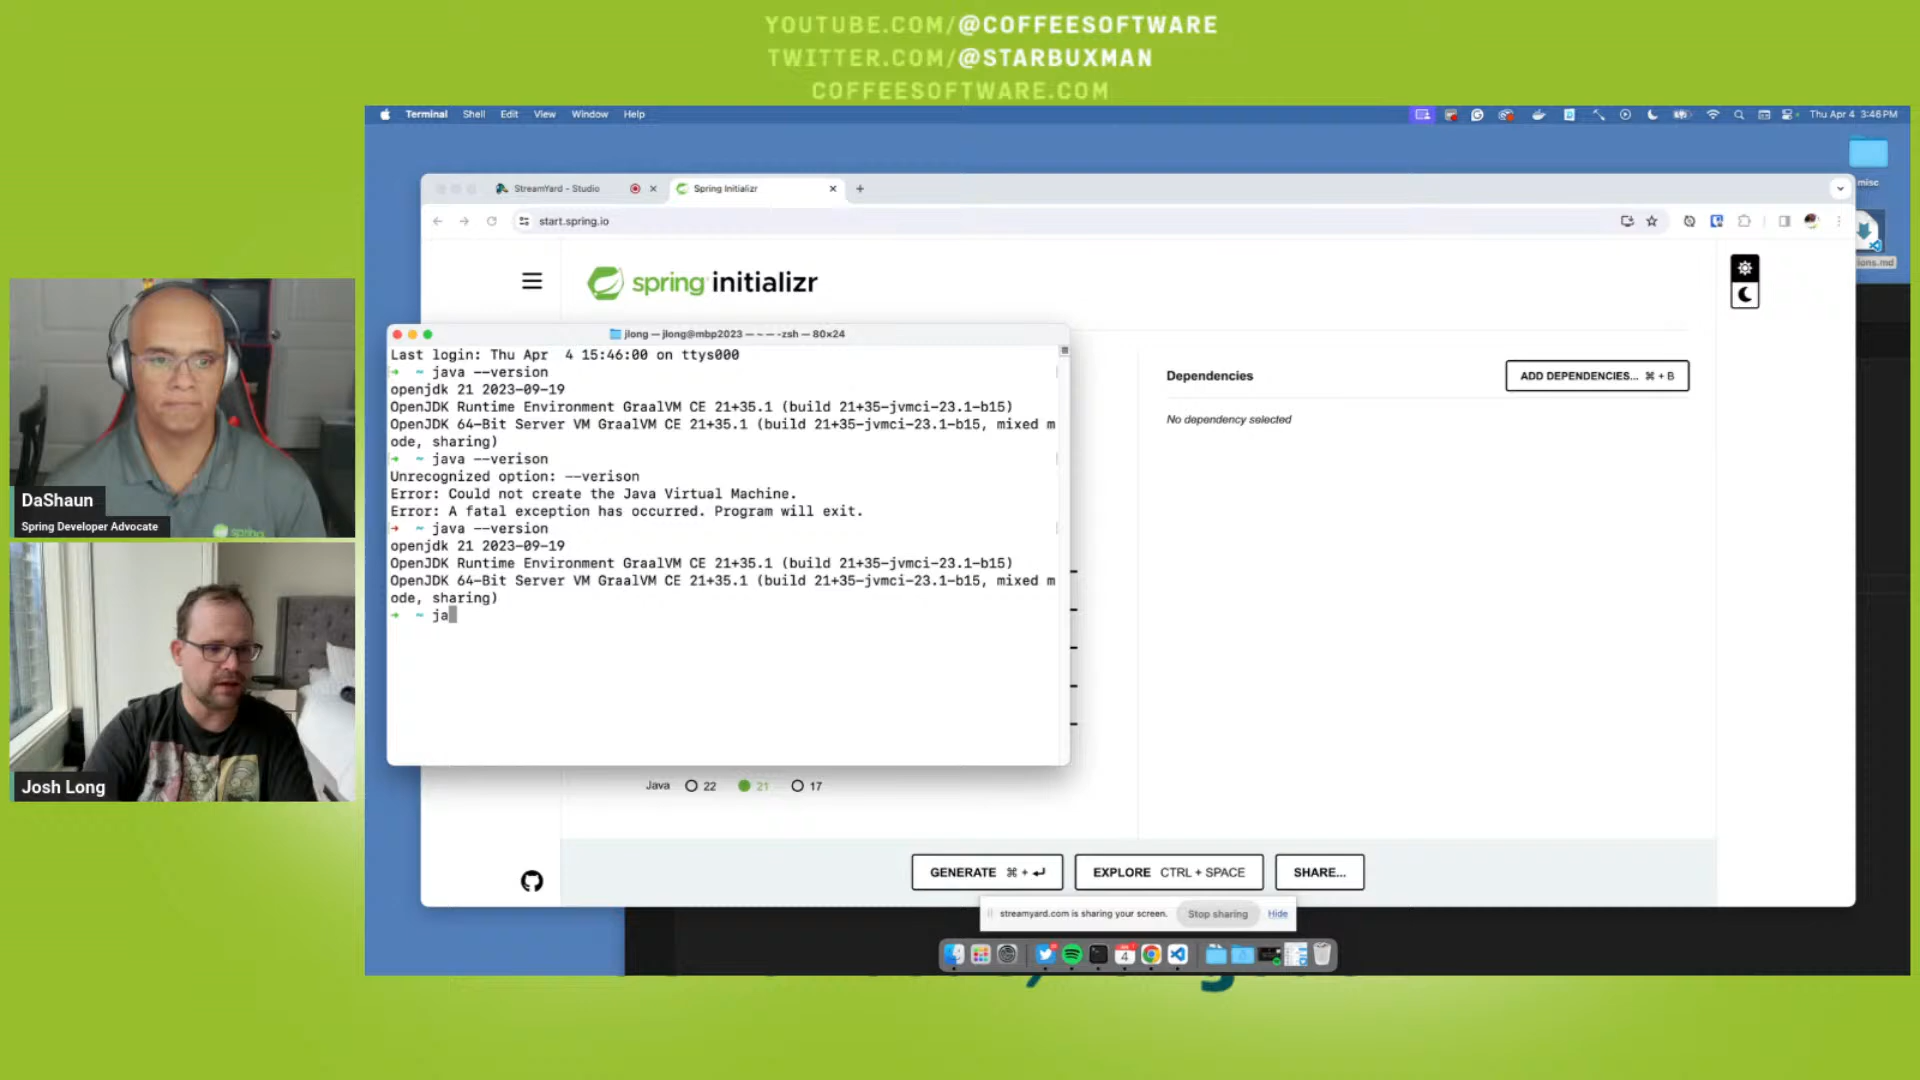 YOUTUBE.COM/@COFFEESOFTWARE
TWITTER.COM/@STARBUXMAN
COFFEESOFTWARE.COM
Terminal Shell Edit View Window Help
Thu Apr 4 3:46 PM
misc
StreamYard - Studio
Spring Initializr
start.spring.io
ions.md
spring initializr
jlong — jlong@mbp2023 — ~ — -zsh — 80×24
Last login: Thu Apr  4 15:46:00 on ttys000
➜  ~ java --version
openjdk 21 2023-09-19
OpenJDK Runtime Environment GraalVM CE 21+35.1 (build 21+35-jvmci-23.1-b15)
OpenJDK 64-Bit Server VM GraalVM CE 21+35.1 (build 21+35-jvmci-23.1-b15, mixed m
ode, sharing)
➜  ~ java --verison
Unrecognized option: --verison
Error: Could not create the Java Virtual Machine.
Error: A fatal exception has occurred. Program will exit.
➜  ~ java --version
openjdk 21 2023-09-19
OpenJDK Runtime Environment GraalVM CE 21+35.1 (build 21+35-jvmci-23.1-b15)
OpenJDK 64-Bit Server VM GraalVM CE 21+35.1 (build 21+35-jvmci-23.1-b15, mixed m
ode, sharing)
➜  ~ ja
Dependencies
ADD DEPENDENCIES... ⌘ + B
No dependency selected
Java 22 21 17
GENERATE ⌘ + ↵
EXPLORE CTRL + SPACE
SHARE...
streamyard.com is sharing your screen.
Stop sharing
Hide
4
DaShaun
Spring Developer Advocate
spring
Josh Long